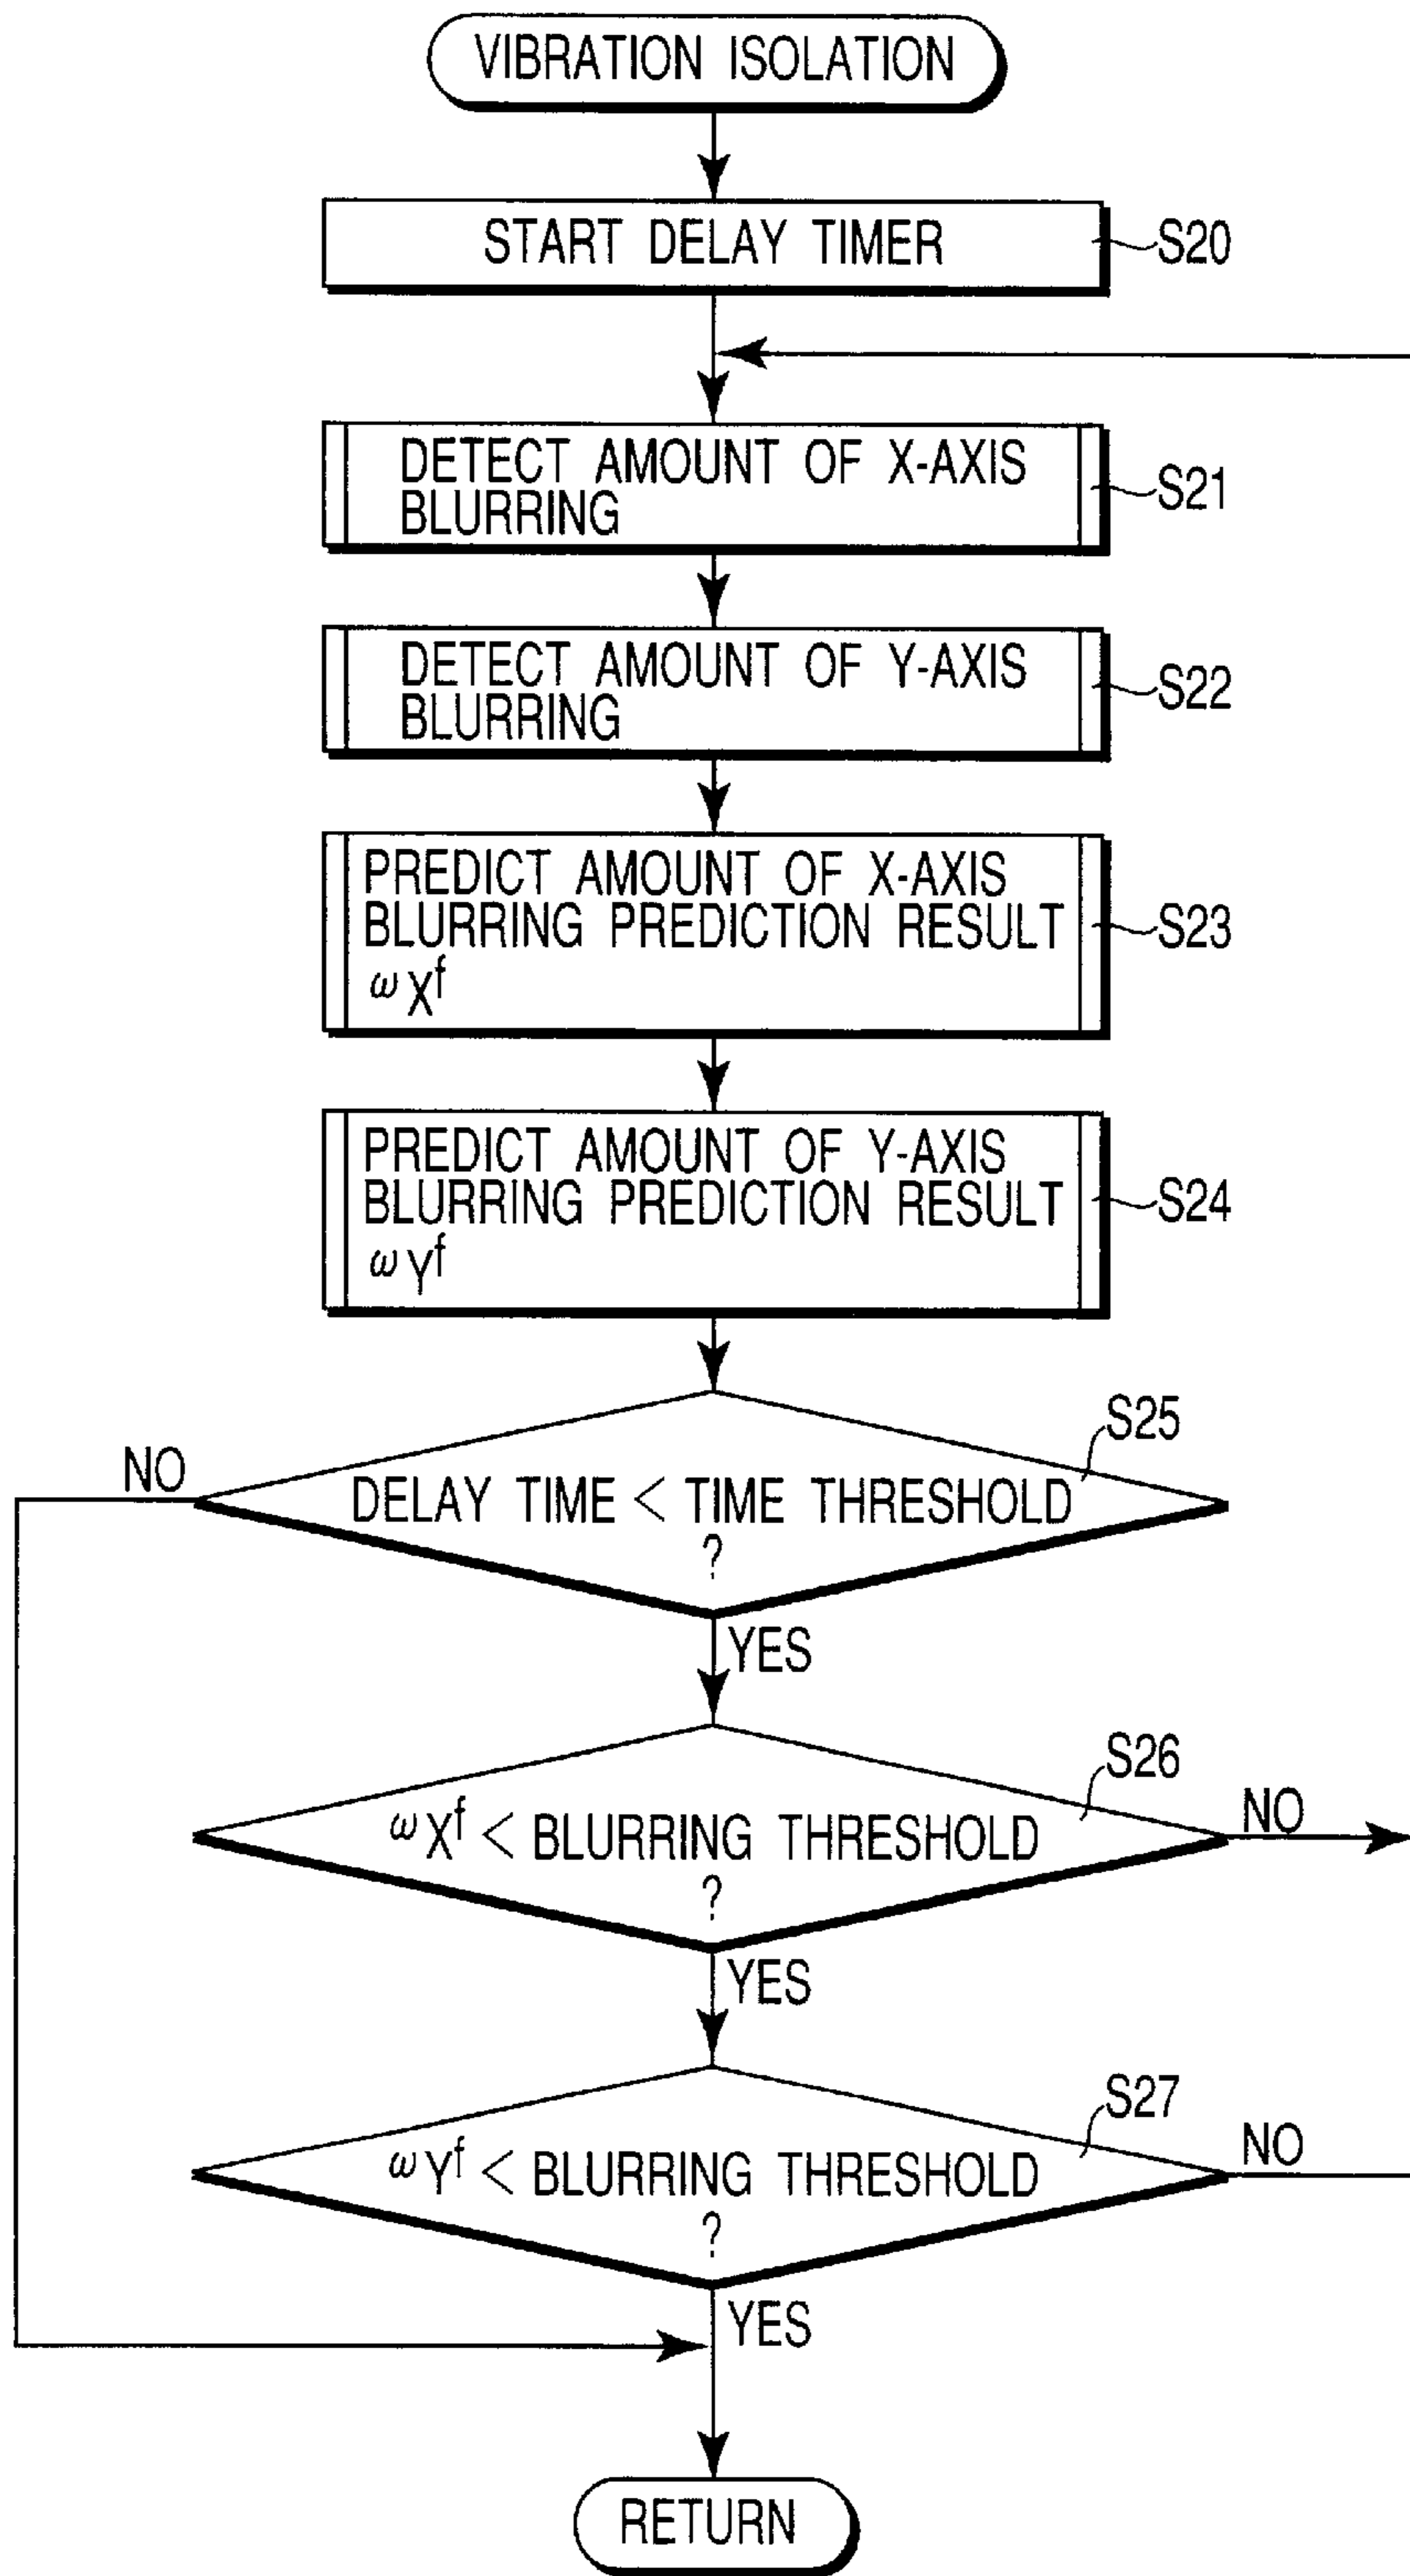 VIBRATION ISOLATION
START DELAY TIMER
S20
DETECT AMOUNT OF X-AXIS
BLURRING
S21
DETECT AMOUNT OF Y-AXIS
BLURRING
S22
PREDICT AMOUNT OF X-AXIS
BLURRING PREDICTION RESULT
ωXf
S23
PREDICT AMOUNT OF Y-AXIS
BLURRING PREDICTION RESULT
ωYf
S24
S25
NO
DELAY TIME < TIME THRESHOLD
?
YES
S26
ωXf < BLURRING THRESHOLD
?
NO
YES
S27
ωYf < BLURRING THRESHOLD
?
NO
YES
RETURN